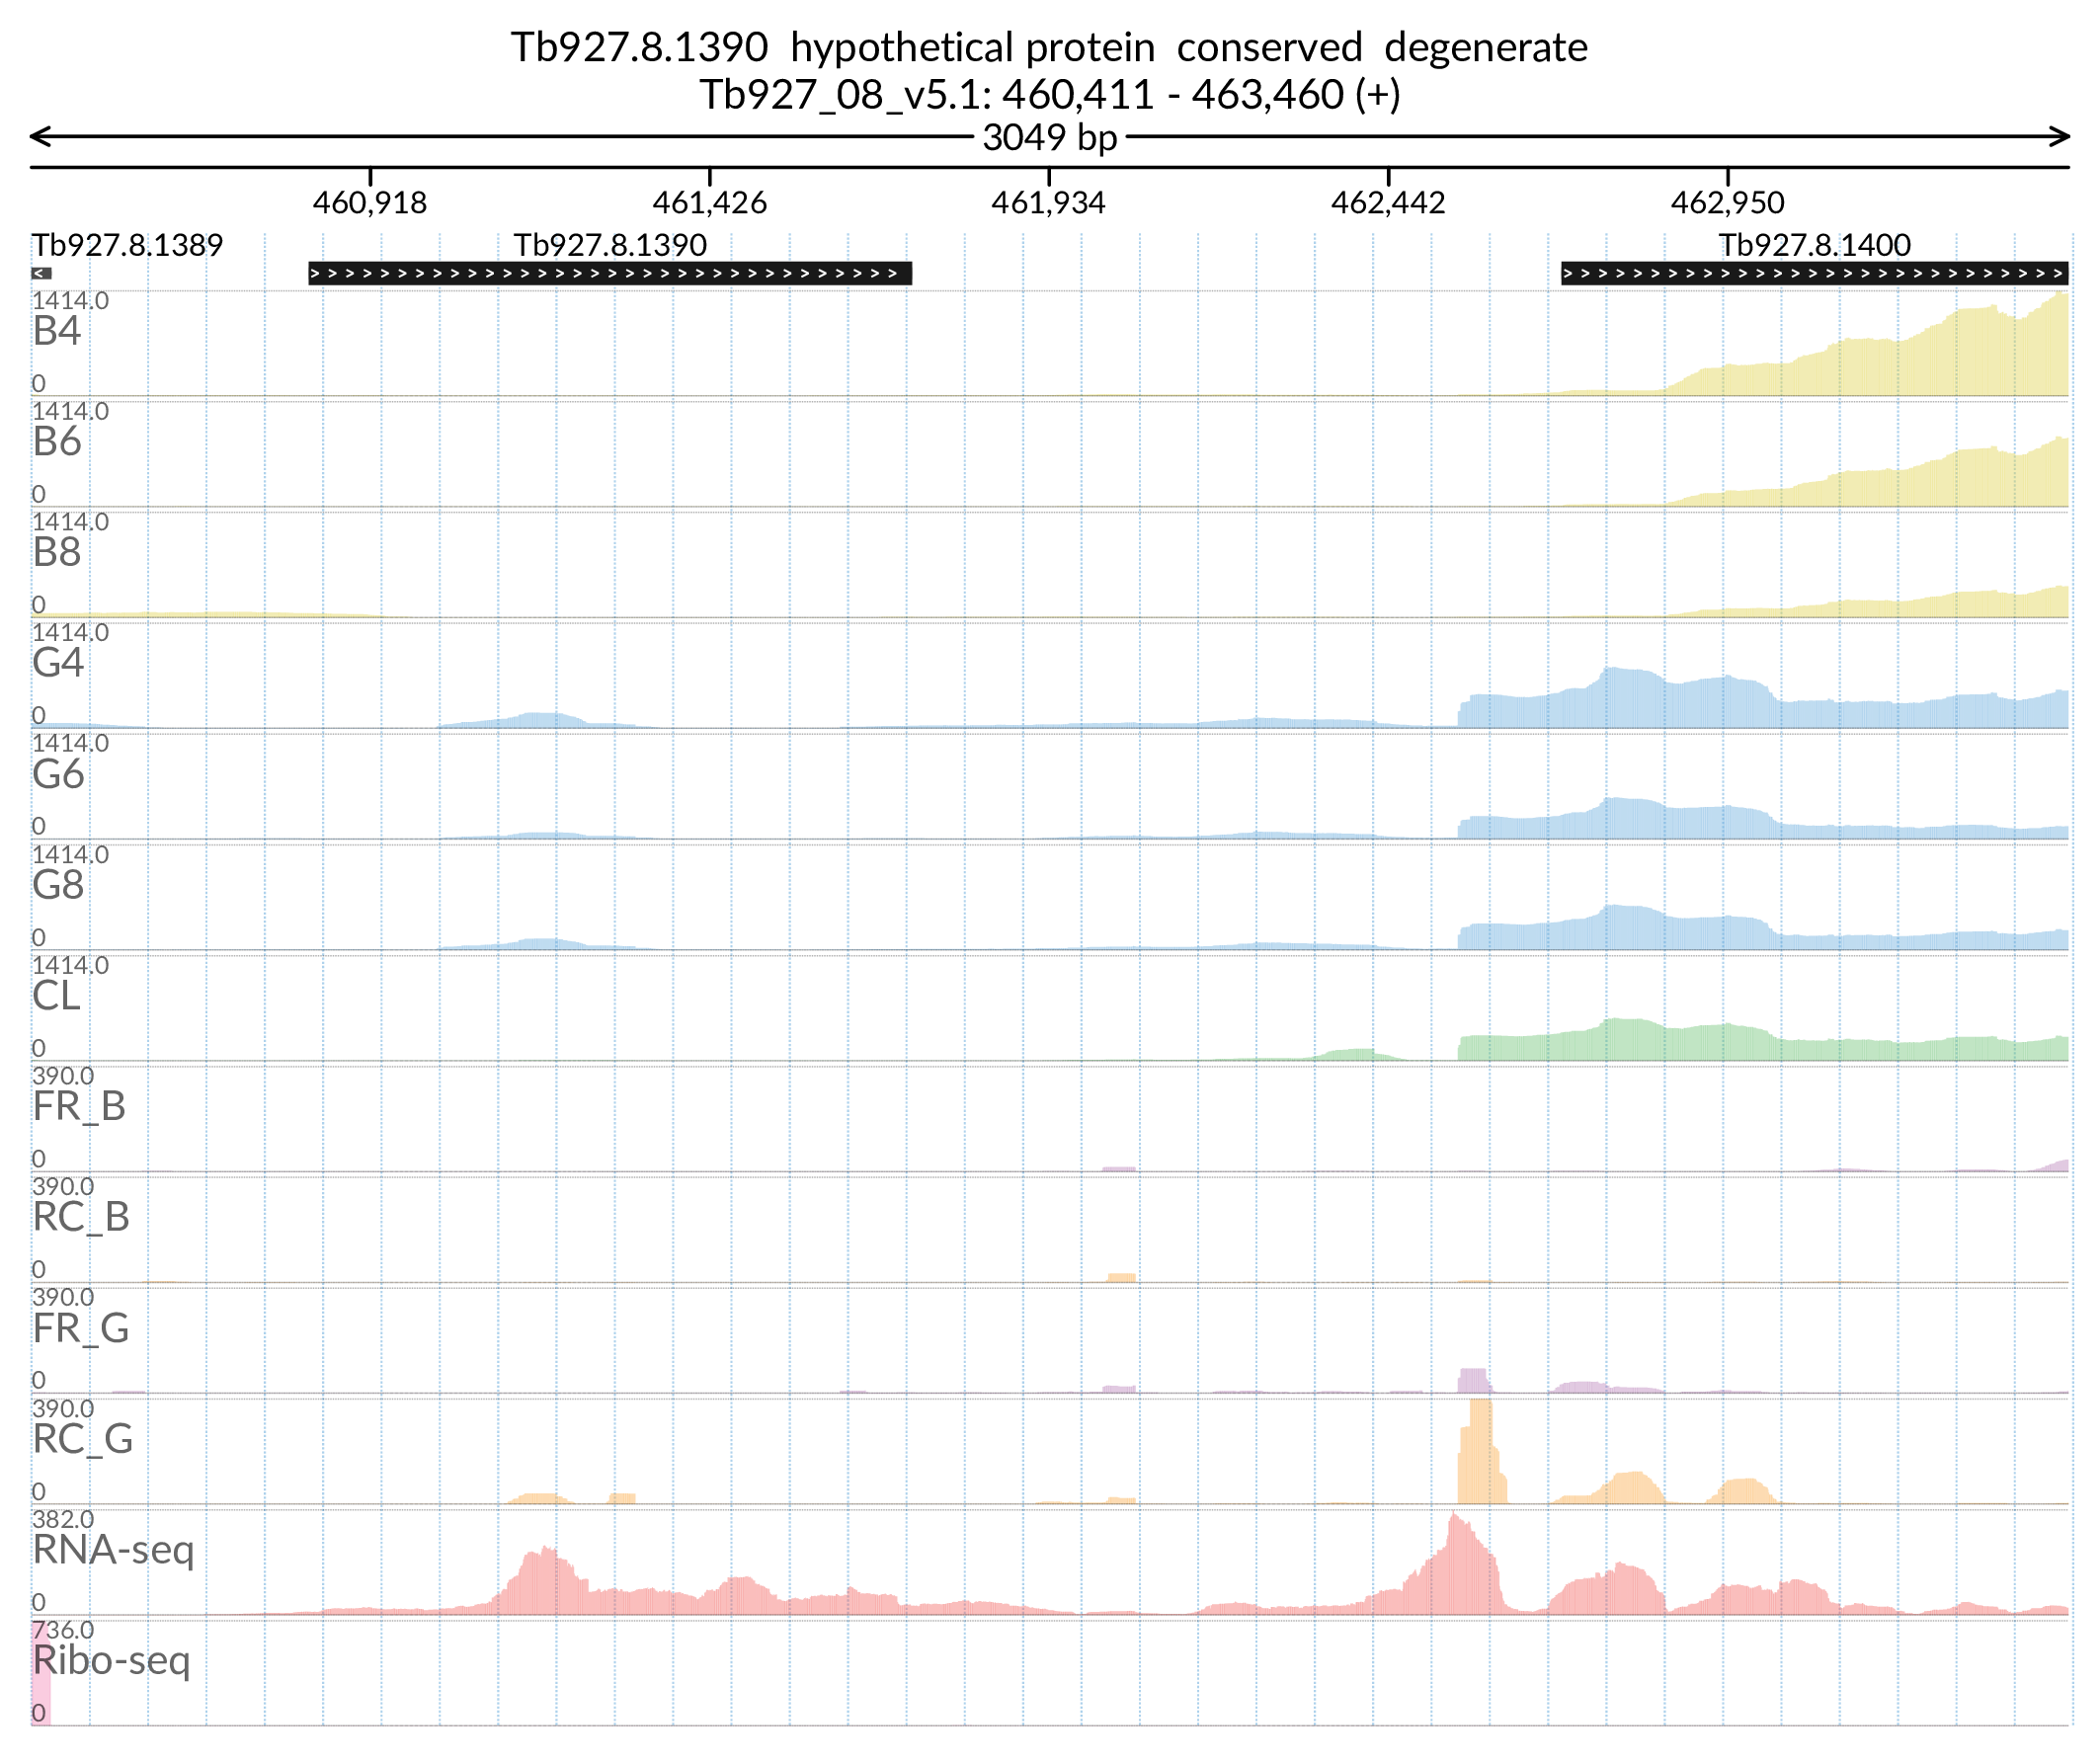 Tb927.8.1390  hypothetical protein  conserved  degenerate
Tb927_08_v5.1: 460,411 - 463,460 (+)
3049 bp
460,918 461,426 461,934 462,442 462,950
Tb927.8.1389 Tb927.8.1390 Tb927.8.1400
1414.0
B4
0
1414.0
B6
0
1414.0
B8
0
1414.0
G4
0
1414.0
G6
0
1414.0
G8
0
1414.0
CL
0
390.0
FR_B
0
390.0
RC_B
0
390.0
FR_G
0
390.0
RC_G
0
382.0
RNA-seq
0
736.0
Ribo-seq
0